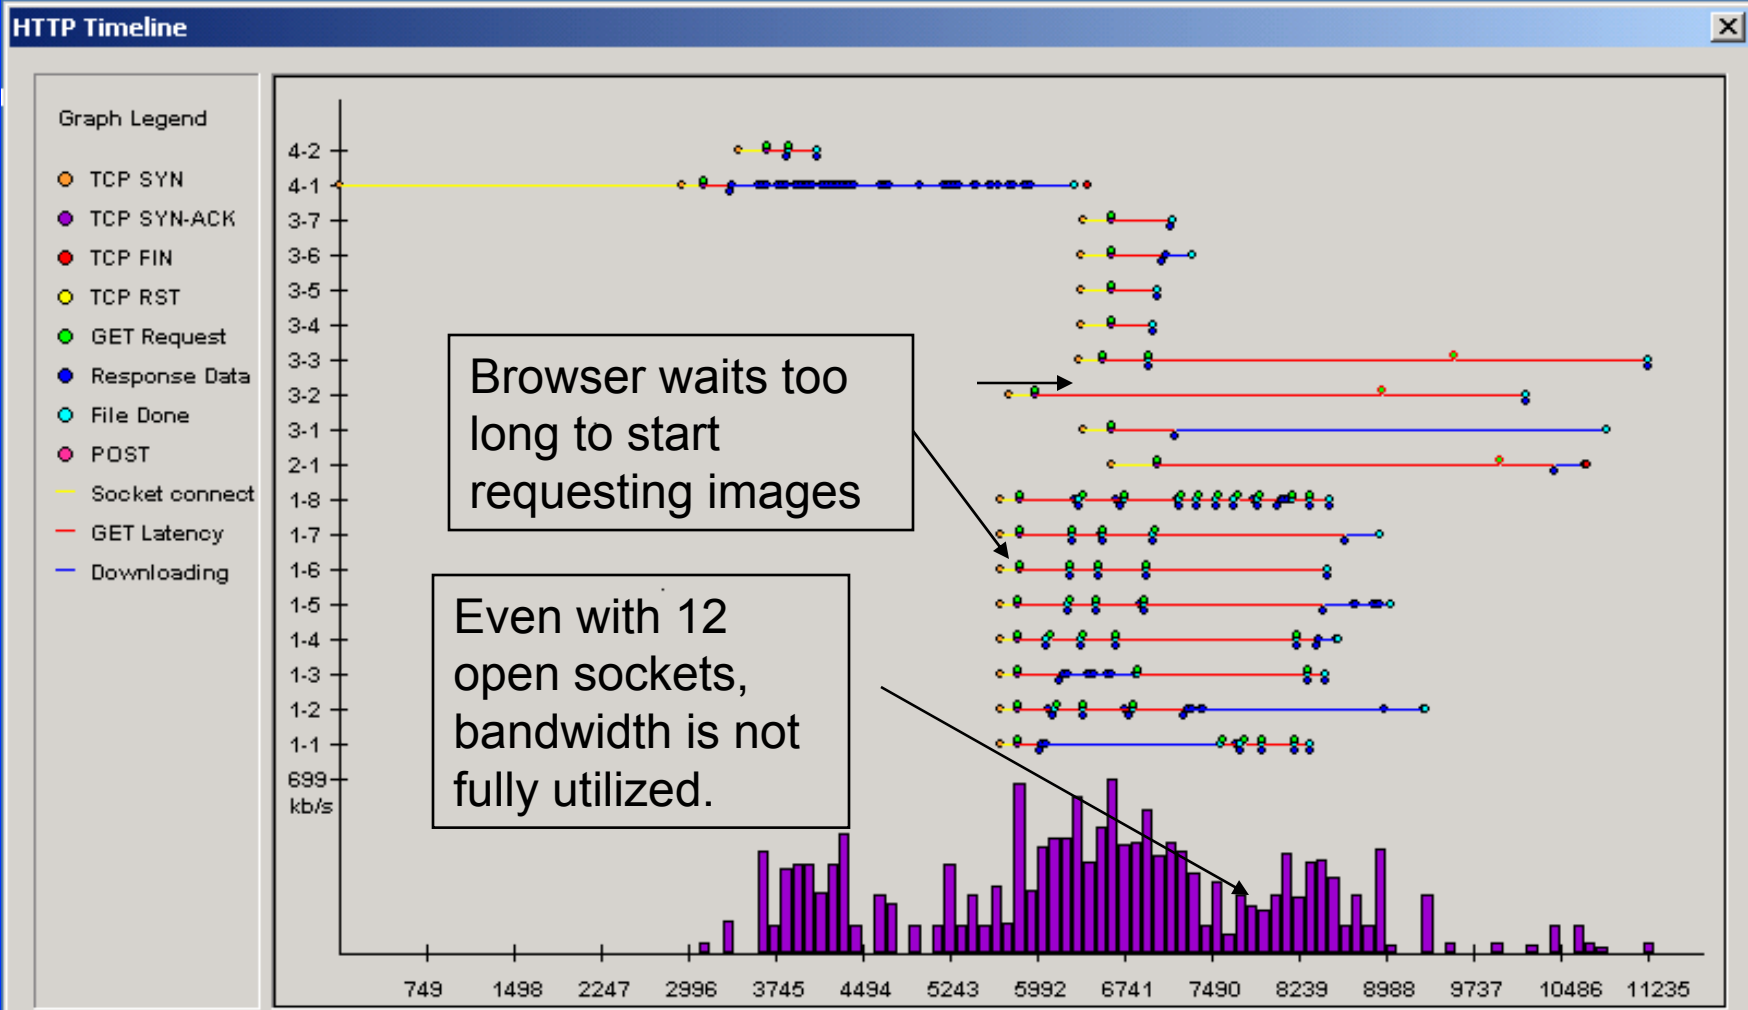 HTTP Timeline
Graph Legend
TCP SYN
TCP SYN-ACK
TCP FIN
TCP RST
GET Request
Response Data
File Done
POST
Socket connect
GET Latency
Downloading
4-2
4-1
3-7
3-6
3-5
3-4
3-3
3-2
3-1
2-1
1-8
1-7
1-6
1-5
1-4
1-3
1-2
1-1
699
kb/s
Browser waits too
long to start
requesting images
Even with 12
open sockets,
bandwidth is not
fully utilized.
749 1498 2247 2996 3745 4494 5243 5992 6741 7490 8239 8988 9737 10486 11235